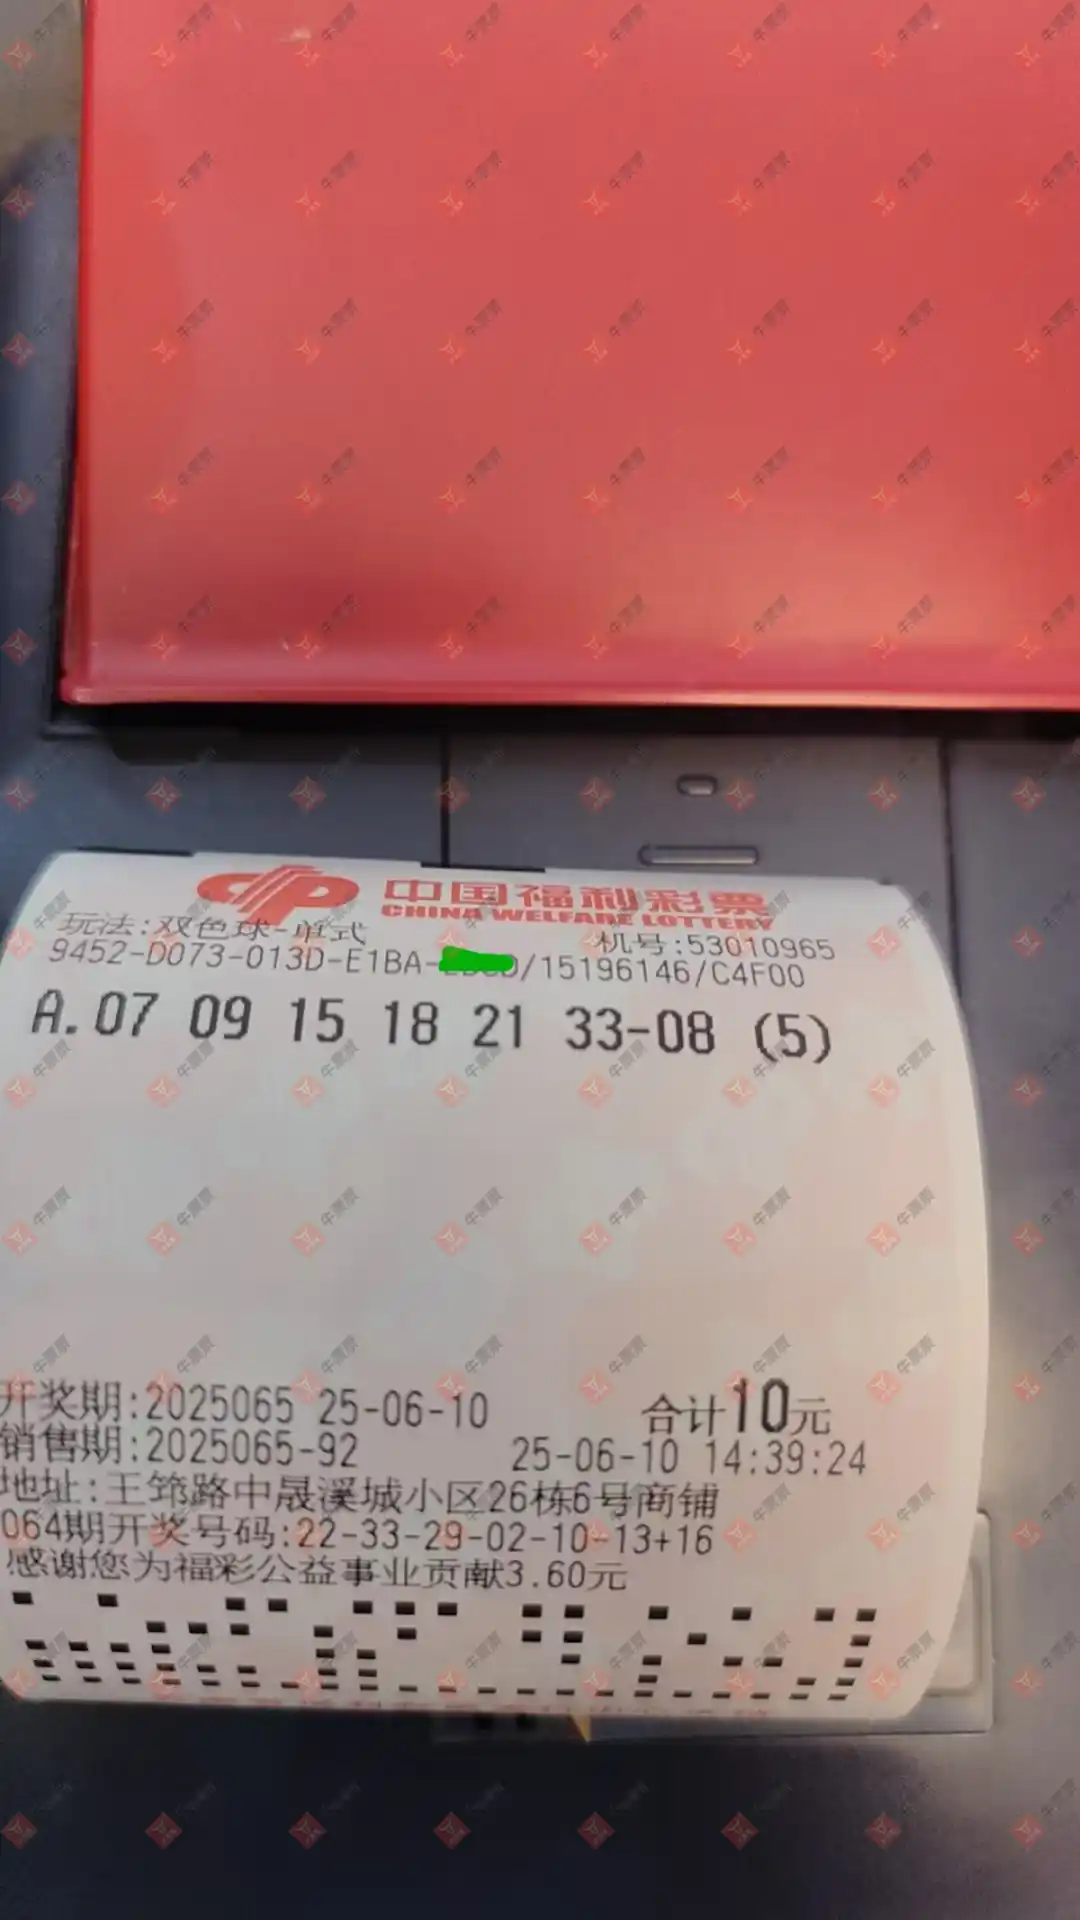 中国福利彩票
CHINA WELFARE LOTTERY
玩法:双色球-单式
机号:53010965
9452-D073-013D-E1BA- /15196146/C4F00
A.07 09 15 18 21 33-08 (5)
开奖期:2025065 25-06-10 合计10元
销售期:2025065-92 25-06-10 14:39:24
地址:王筇路中晟溪城小区26栋6号商铺
064期开奖号码:22-33-29-02-10-13+16
感谢您为福彩公益事业贡献3.60元